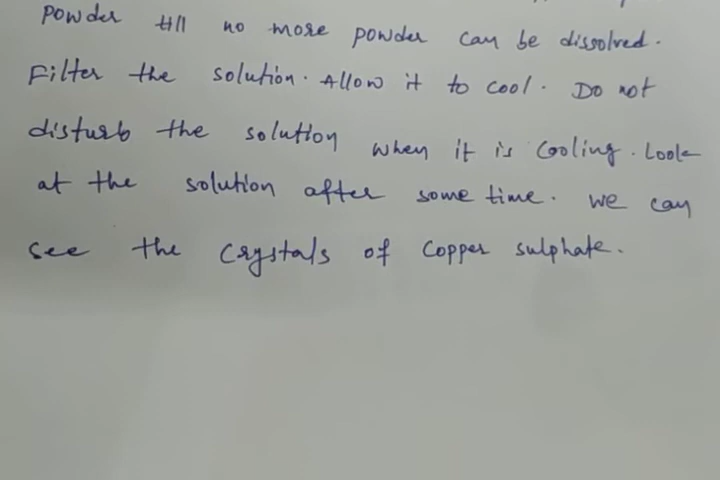 powder till no more powder can be dissolved.
Filter the solution. Allow it to cool. Do not
disturb the solution when it is cooling. Look
at the solution after some time. We can
see the crystals of copper sulphate.